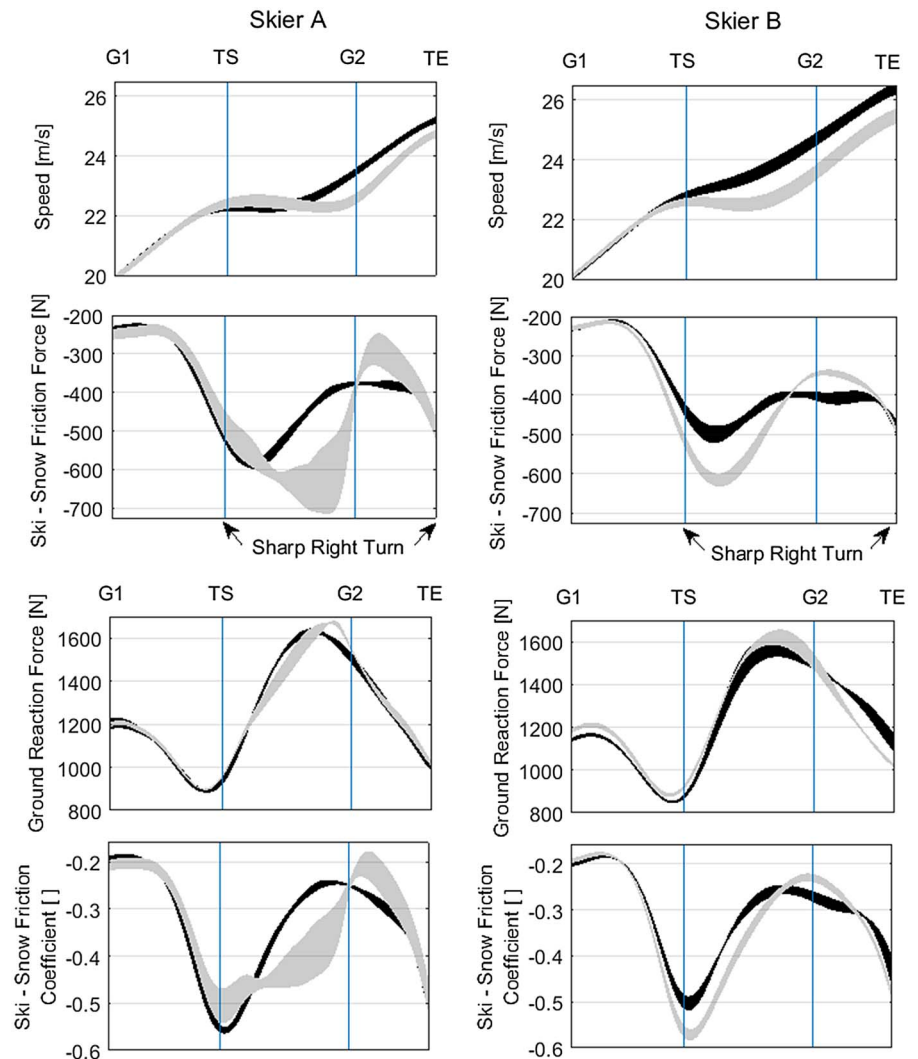 Skier A
Skier B
G1 TS G2 TE
G1 TS G2 TE
Speed [m/s]
26
24
22
20
Speed [m/s]
26
24
22
20
Ski - Snow Friction Force [N]
-200
-300
-400
-500
-600
-700
Sharp Right Turn
Ski - Snow Friction Force [N]
-200
-300
-400
-500
-600
-700
Sharp Right Turn
G1 TS G2 TE
G1 TS G2 TE
Ground Reaction Force [N]
1600
1400
1200
1000
800
Ground Reaction Force [N]
1600
1400
1200
1000
800
Ski - Snow Friction
Coefficient [ ]
-0.2
-0.3
-0.4
-0.5
-0.6
Ski - Snow Friction
Coefficient [ ]
-0.2
-0.3
-0.4
-0.5
-0.6